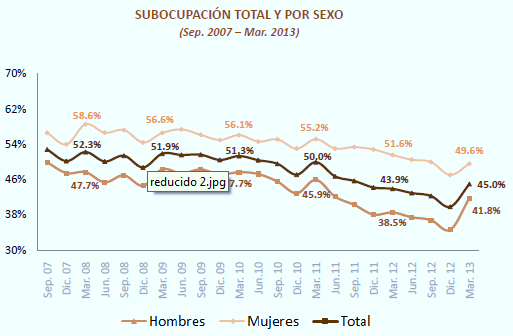 SUBOCUPACIÓN TOTAL Y POR SEXO
(Sep. 2007 – Mar. 2013)
70%
62%
54%
46%
38%
30%
58.6%
56.6%
56.1%
55.2%
51.6%
49.6%
52.3%
51.9%
51.3%
50.0%
43.9%
45.0%
47.7%
reducido 2.jpg
7.7%
45.9%
38.5%
41.8%
Sep. 07
Dic. 07
Mar. 08
Jun. 08
Sep. 08
Dic. 08
Mar. 09
Jun. 09
Sep. 09
Dic. 09
Mar.10
Jun.10
Sep. 10
Dic. 10
Mar. 11
Jun.11
Sep. 11
Dic. 11
Mar. 12
Jun. 12
Sep. 12
Dic. 12
Mar. 13
Hombres Mujeres Total